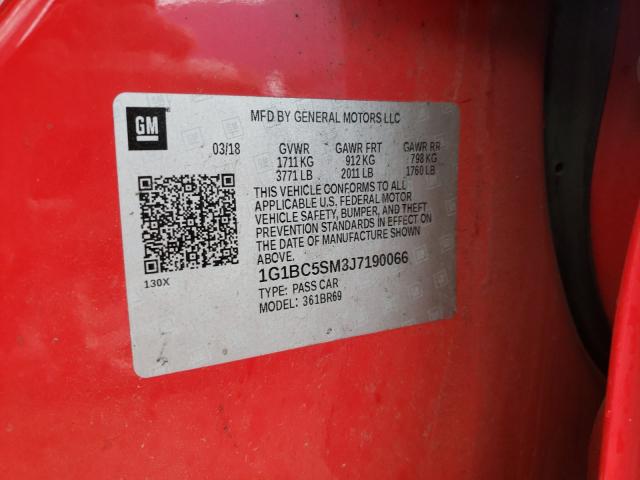 GM
MFD BY GENERAL MOTORS LLC
03/18 GVWR GAWR FRT GAWR RR
1711 KG 912 KG 798 KG
3771 LB 2011 LB 1760 LB
THIS VEHICLE CONFORMS TO ALL
APPLICABLE U.S. FEDERAL MOTOR
VEHICLE SAFETY, BUMPER, AND THEFT
PREVENTION STANDARDS IN EFFECT ON
THE DATE OF MANUFACTURE SHOWN
ABOVE.
1G1BC5SM3J7190066
TYPE: PASS CAR
MODEL: 361BR69
130X